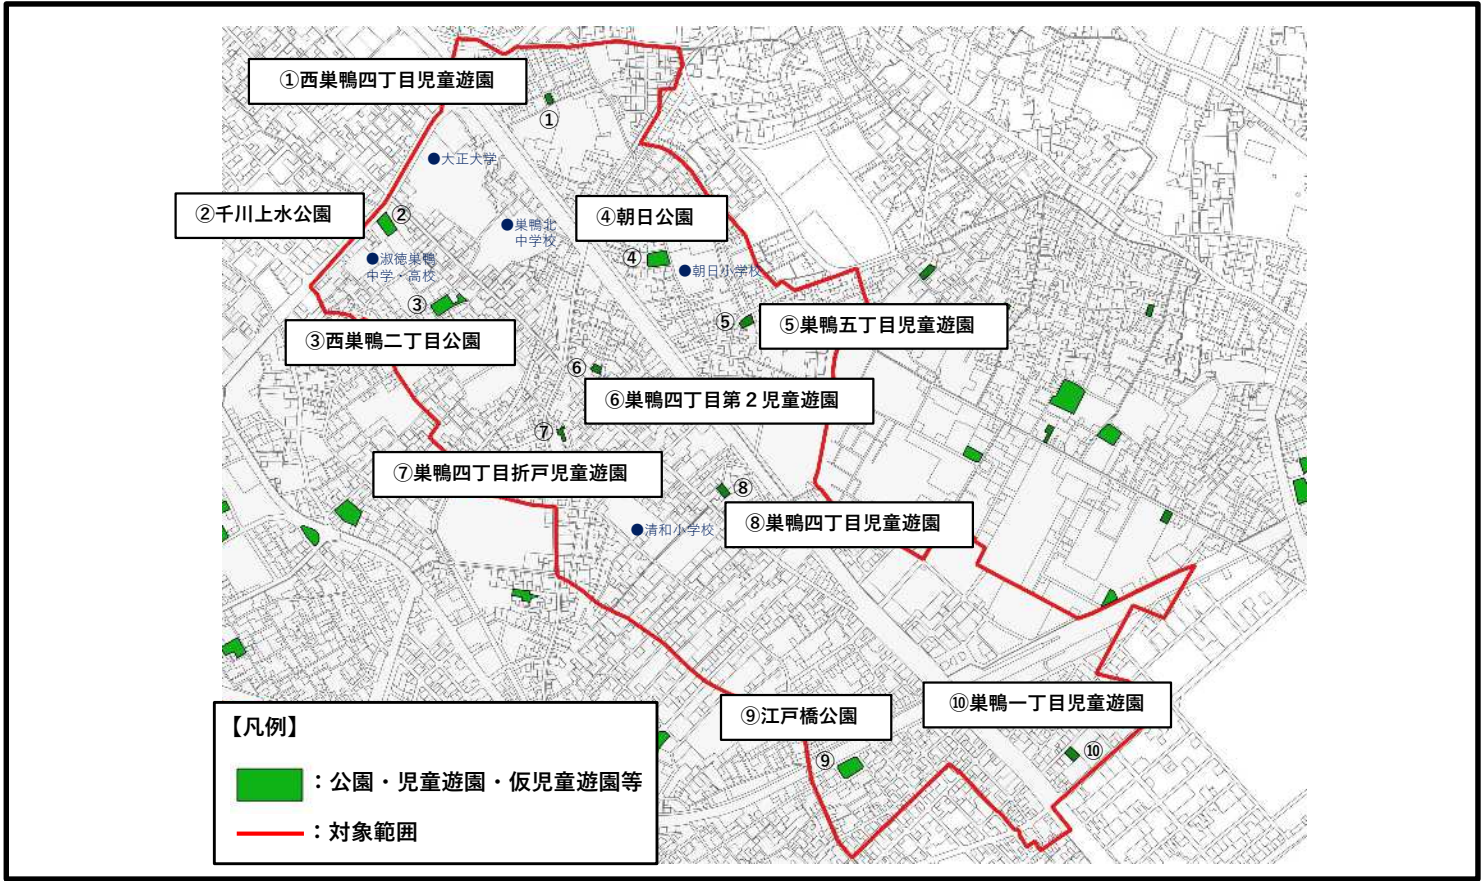 ①西巣鴨四丁目児童遊園
①
●大正大学
②千川上水公園
②
●巣鴨北
中学校
④朝日公園
④
●淑徳巣鴨
中学・高校
●朝日小学校
③
⑤
⑤巣鴨五丁目児童遊園
③西巣鴨二丁目公園
⑥
⑥巣鴨四丁目第2児童遊園
⑦
⑦巣鴨四丁目折戸児童遊園
⑧
⑧巣鴨四丁目児童遊園
●清和小学校
⑨江戸橋公園
⑩巣鴨一丁目児童遊園
⑨
⑩
【凡例】
:公園・児童遊園・仮児童遊園等
:対象範囲